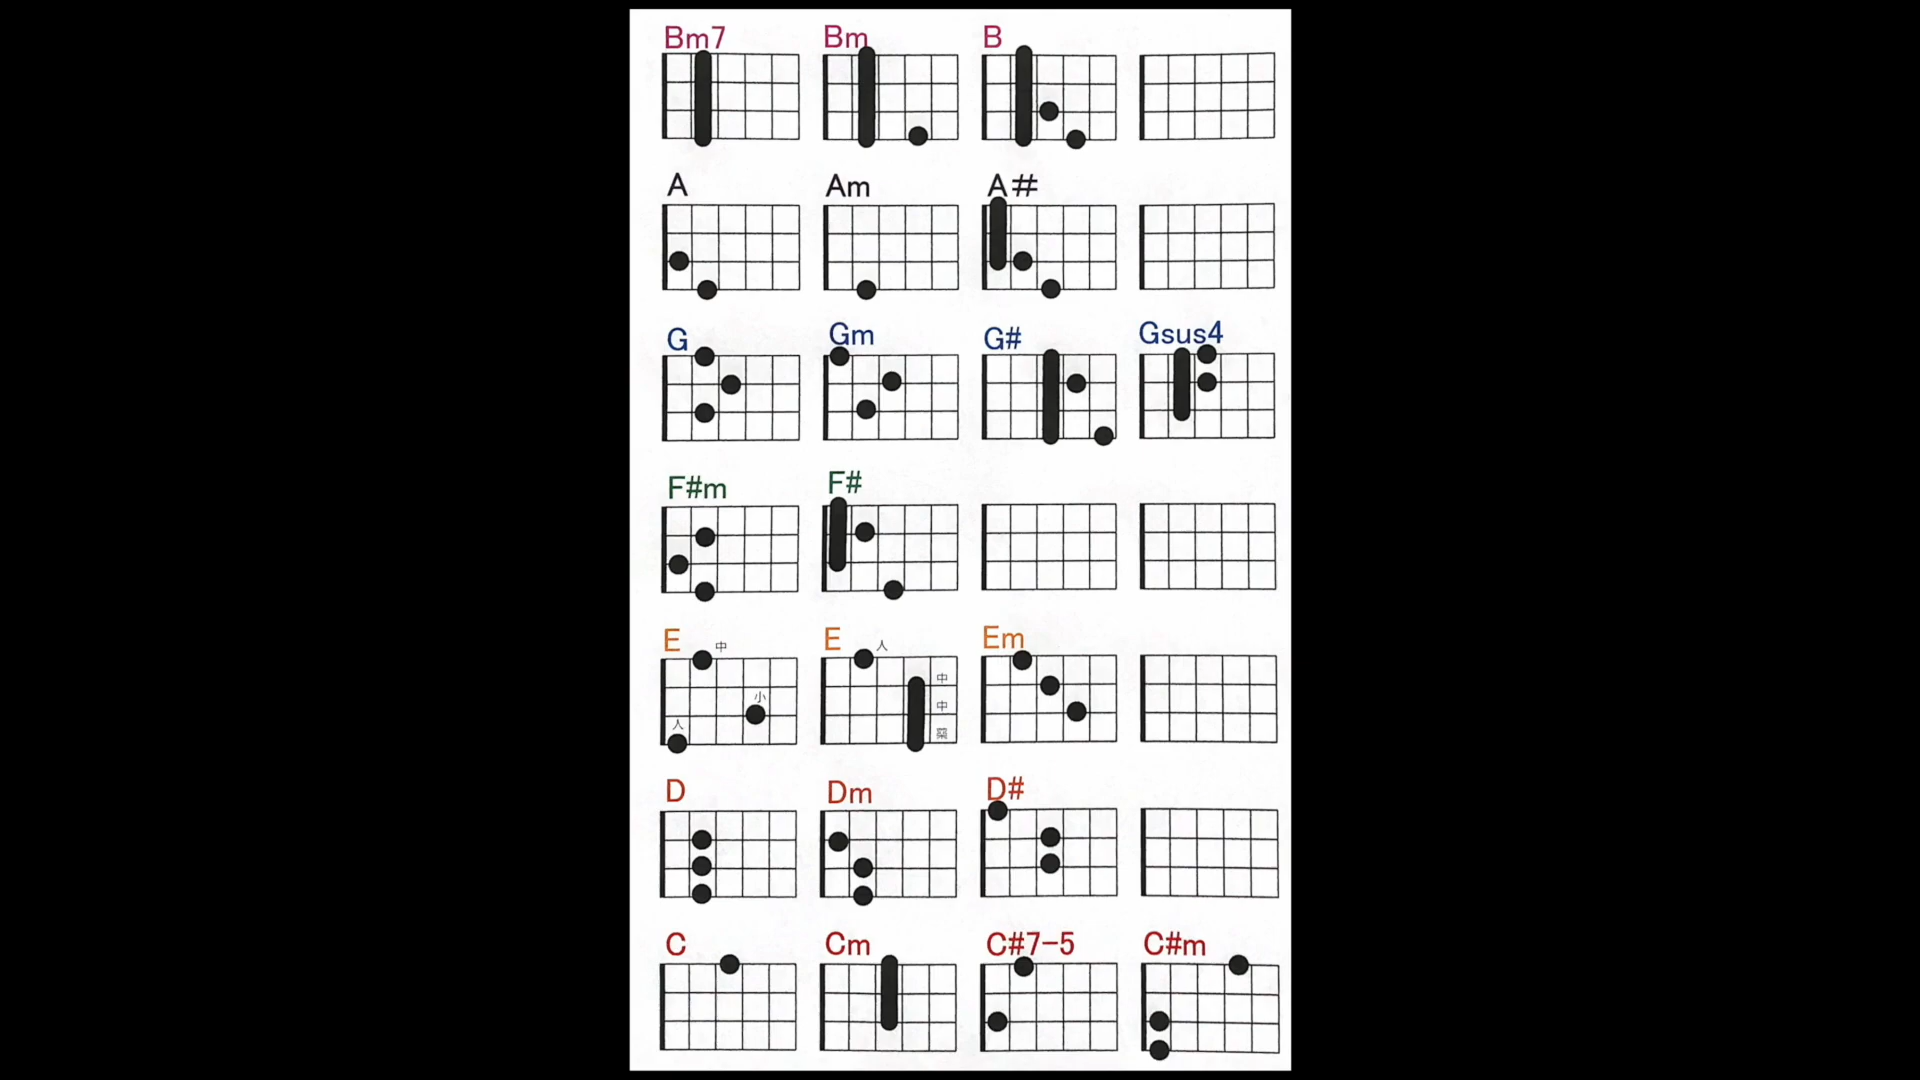 Bm7 Bm B
A Am A#
G Gm G# Gsus4
F#m F#
E 中 E 人 Em
中
小 中
人 薬
D Dm D#
C Cm C#7-5 C#m